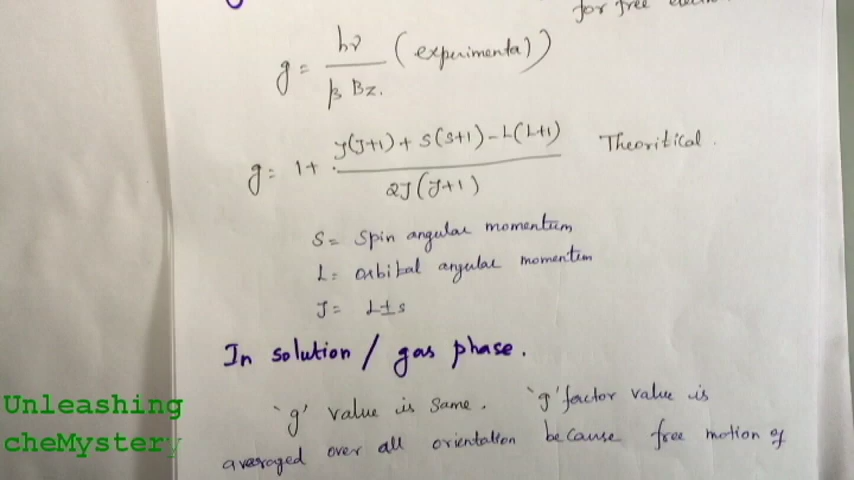 for free
g = hν / β Bz. (experimental)
g = 1 + J(J+1) + S(S+1) - L(L+1) / 2J(J+1) Theoritical.
S = Spin angular momentum
L = orbital angular momentum
J = L±s
In solution / gas phase.
'g' value is same. 'g' factor value is
averaged over all orientation because free motion of
Unleashing
cheMystery